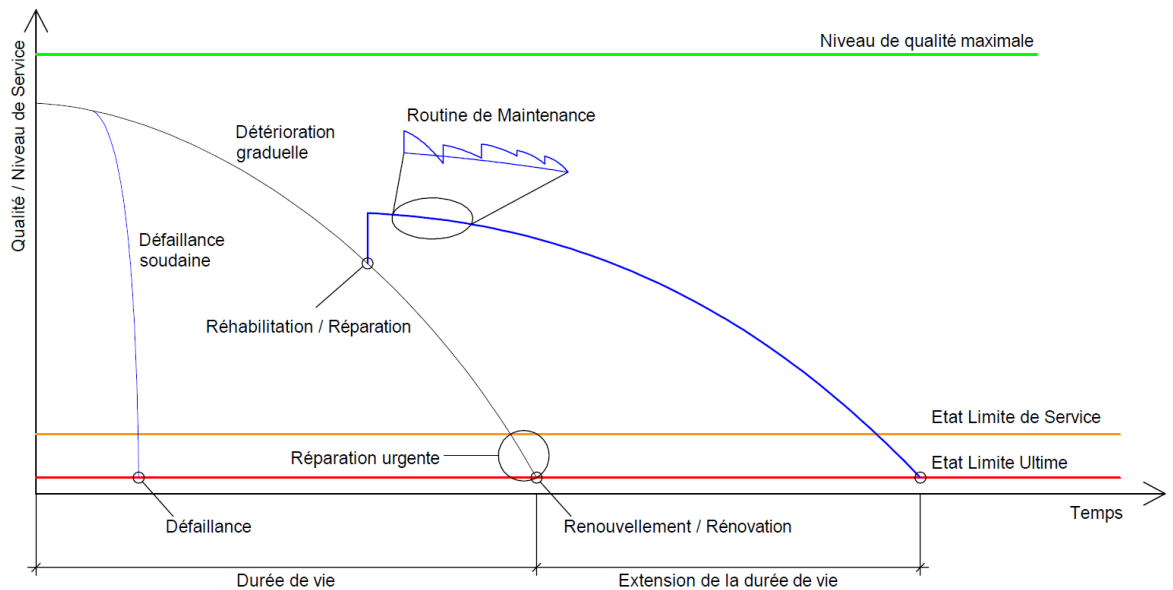 Niveau de qualité maximale
Qualité / Niveau de Service
Routine de Maintenance
Détérioration
graduelle
Défaillance
soudaine
Réhabilitation / Réparation
Etat Limite de Service
Réparation urgente
Etat Limite Ultime
Temps
Défaillance
Renouvellement / Rénovation
Durée de vie
Extension de la durée de vie